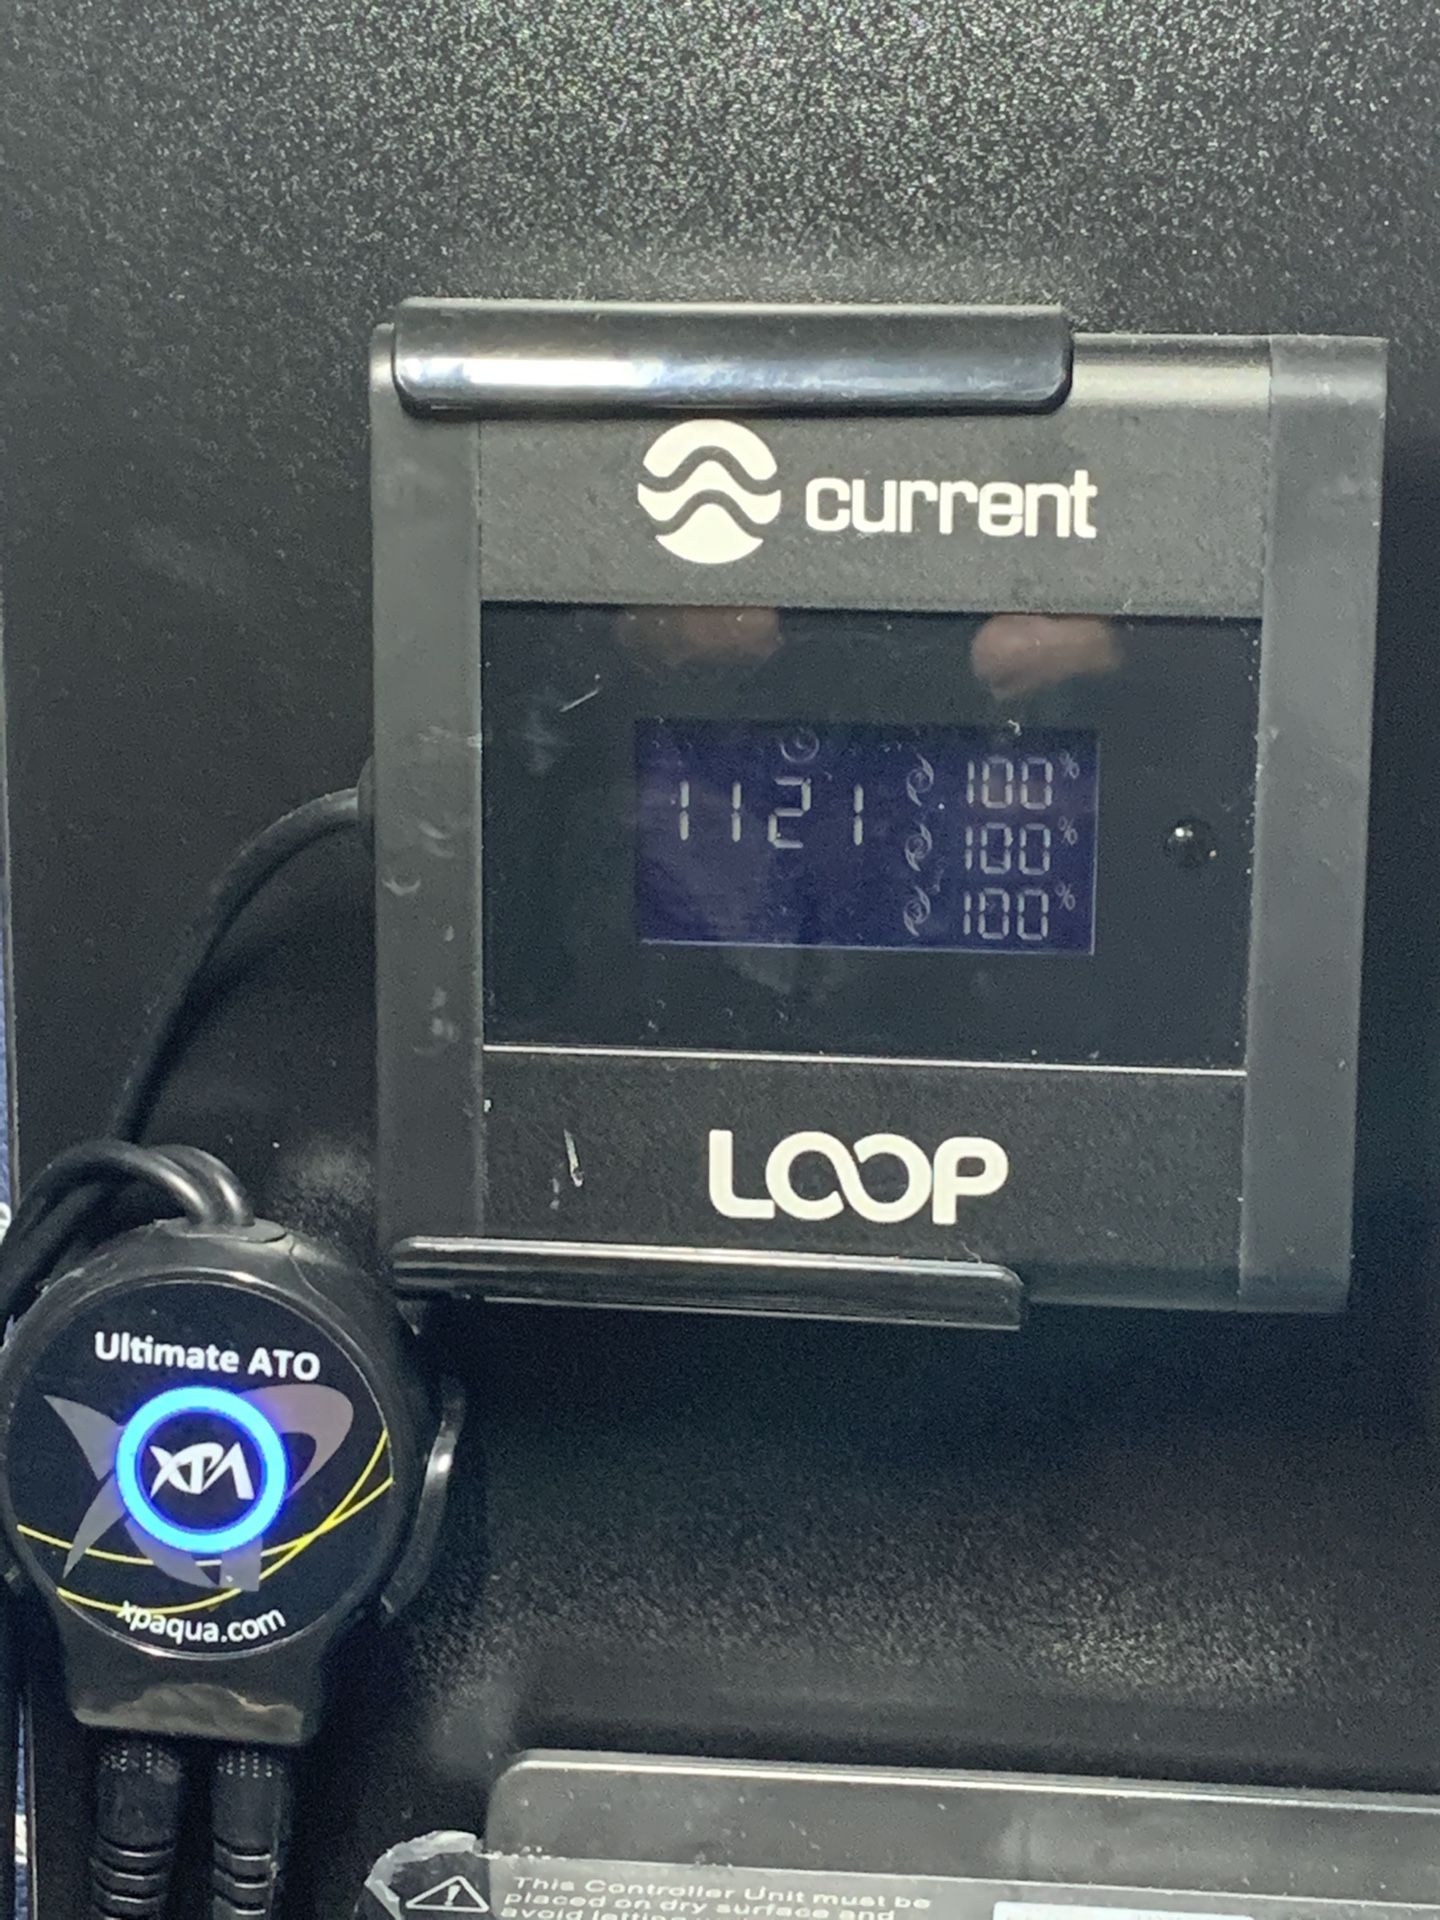 current
1121
100%
100%
100%
LOOP
Ultimate ATO
XPA
xpaqua.com
This Controller Unit must be
placed on dry surface and
avoid